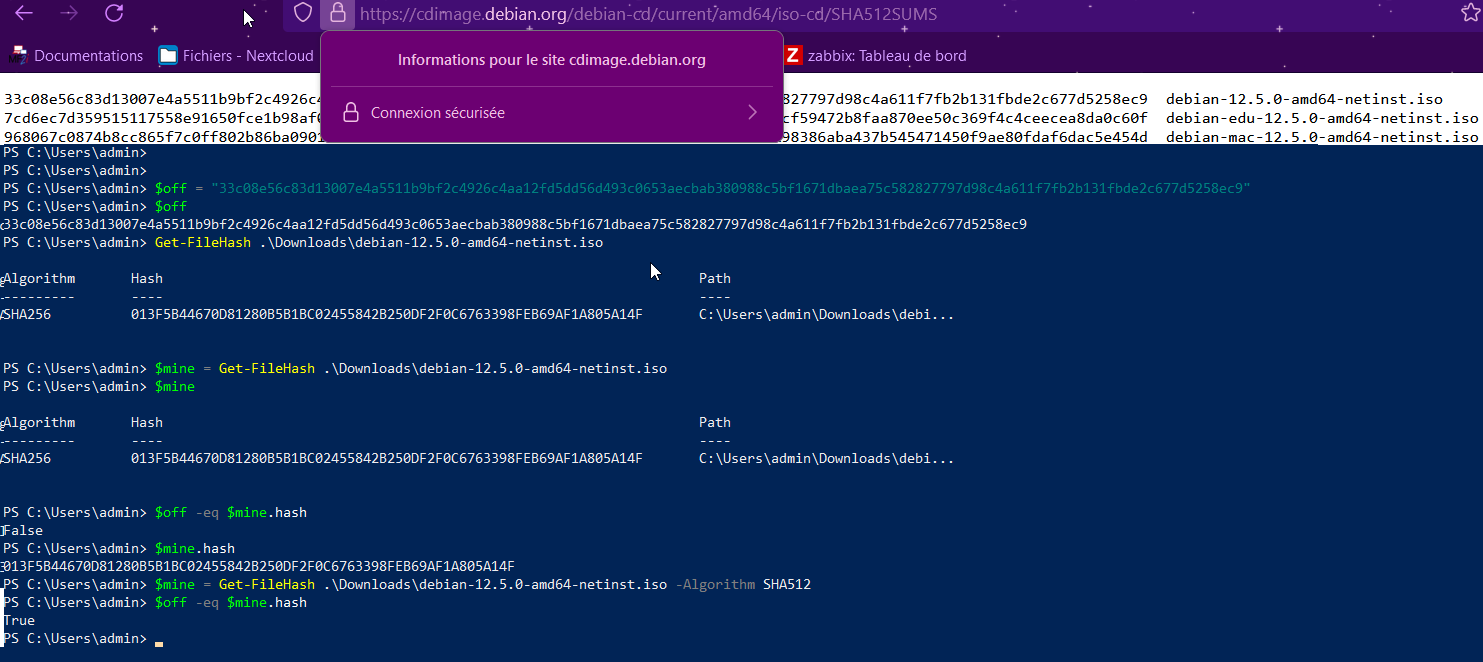 https://cdimage.debian.org/debian-cd/current/amd64/iso-cd/SHA512SUMS
Documentations Fichiers - Nextcloud Z zabbix: Tableau de bord
Informations pour le site cdimage.debian.org
Connexion sécurisée
33c08e56c83d13007e4a5511b9bf2c4926c4 827797d98c4a611f7fb2b131fbde2c677d5258ec9 debian-12.5.0-amd64-netinst.iso
7cd6ec7d359515117558e91650fce1b98af0 cf59472b8faa870ee50c369f4c4ceecea8da0c60f debian-edu-12.5.0-amd64-netinst.iso
968067c0874b8cc865f7c0ff802b86ba0901 98386aba437b545471450f9ae80fdaf6dac5e454d debian-mac-12.5.0-amd64-netinst.iso
PS C:\Users\admin>
PS C:\Users\admin>
PS C:\Users\admin> $off = "33c08e56c83d13007e4a5511b9bf2c4926c4aa12fd5dd56d493c0653aecbab380988c5bf1671dbaea75c582827797d98c4a611f7fb2b131fbde2c677d5258ec9"
PS C:\Users\admin> $off
33c08e56c83d13007e4a5511b9bf2c4926c4aa12fd5dd56d493c0653aecbab380988c5bf1671dbaea75c582827797d98c4a611f7fb2b131fbde2c677d5258ec9
PS C:\Users\admin> Get-FileHash .\Downloads\debian-12.5.0-amd64-netinst.iso
Algorithm Hash Path
--------- ---- ----
SHA256 013F5B44670D81280B5B1BC02455842B250DF2F0C6763398FEB69AF1A805A14F C:\Users\admin\Downloads\debi...
PS C:\Users\admin> $mine = Get-FileHash .\Downloads\debian-12.5.0-amd64-netinst.iso
PS C:\Users\admin> $mine
Algorithm Hash Path
--------- ---- ----
SHA256 013F5B44670D81280B5B1BC02455842B250DF2F0C6763398FEB69AF1A805A14F C:\Users\admin\Downloads\debi...
PS C:\Users\admin> $off -eq $mine.hash
False
PS C:\Users\admin> $mine.hash
013F5B44670D81280B5B1BC02455842B250DF2F0C6763398FEB69AF1A805A14F
PS C:\Users\admin> $mine = Get-FileHash .\Downloads\debian-12.5.0-amd64-netinst.iso -Algorithm SHA512
PS C:\Users\admin> $off -eq $mine.hash
True
PS C:\Users\admin>